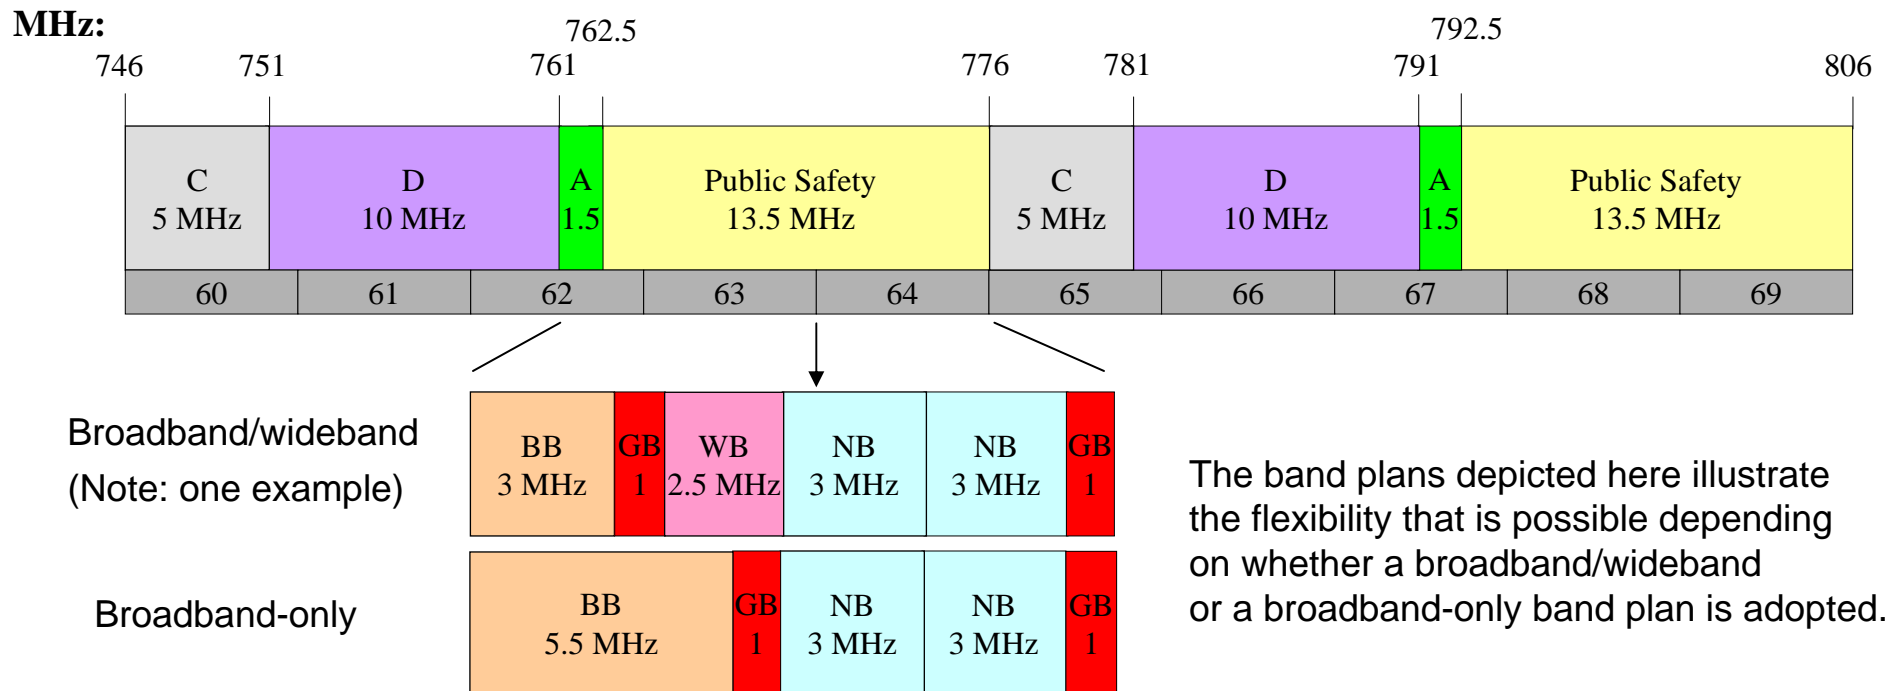 MHz:
762.5 792.5
746 751 761 776 781 791 806
C D A Public Safety C D A Public Safety
5 MHz 10 MHz 1.5 13.5 MHz 5 MHz 10 MHz 1.5 13.5 MHz
60 61 62 63 64 65 66 67 68 69
Broadband/wideband
(Note: one example)
BB GB WB NB NB GB
3 MHz 1 2.5 MHz 3 MHz 3 MHz 1
Broadband-only
BB GB NB NB GB
5.5 MHz 1 3 MHz 3 MHz 1
The band plans depicted here illustrate
the flexibility that is possible depending
on whether a broadband/wideband
or a broadband-only band plan is adopted.